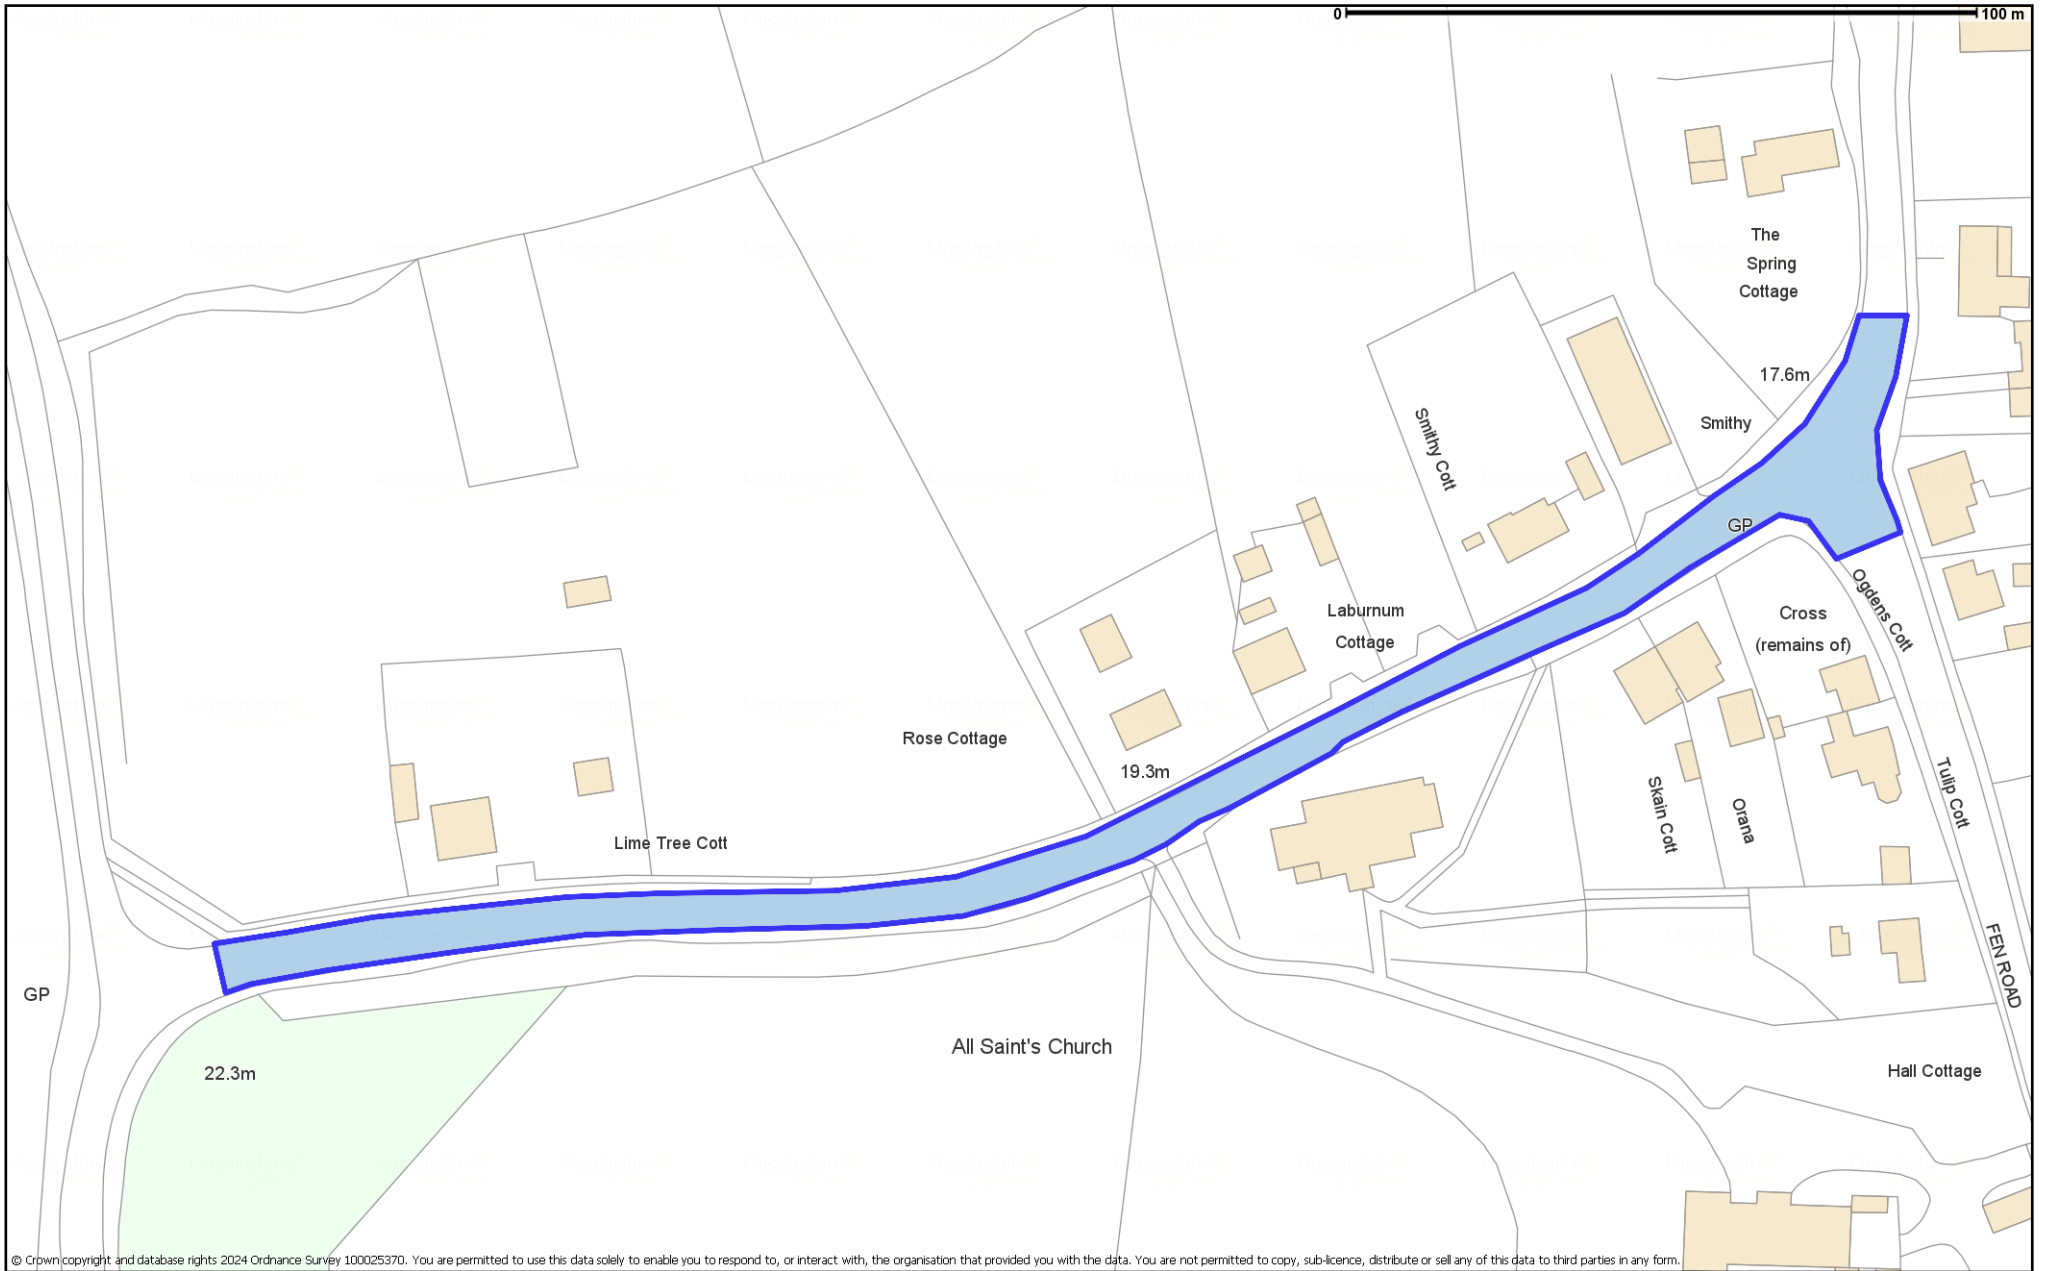 0 100 m
The
Spring
Cottage
17.6m
Smithy
Smithy Cott
GP
Laburnum
Cottage
Ogdens Cott
Cross
(remains of)
Rose Cottage
19.3m
Skain Cott
Orana
Tulip Cott
Lime Tree Cott
FEN ROAD
GP
All Saint's Church
22.3m
Hall Cottage
© Crown copyright and database rights 2024 Ordnance Survey 100025370. You are permitted to use this data solely to enable you to respond to, or interact with, the organisation that provided you with the data. You are not permitted to copy, sub-licence, distribute or sell any of this data to third parties in any form.